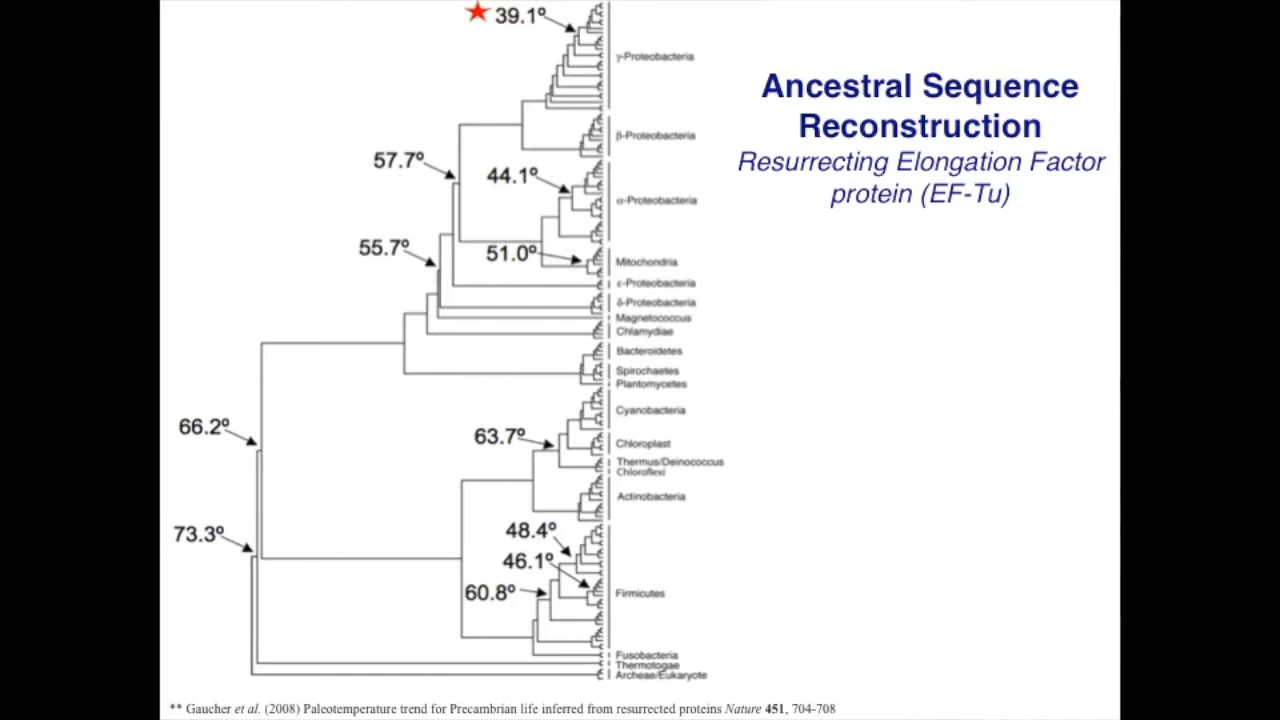 39.1º
γ-Proteobacteria
Ancestral Sequence
Reconstruction
Resurrecting Elongation Factor
protein (EF-Tu)
β-Proteobacteria
57.7º
44.1º
α-Proteobacteria
55.7º
51.0º
Mitochondria
ε-Proteobacteria
δ-Proteobacteria
Magnetococcus
Chlamydiae
Bacteroidetes
Spirochaetes
Plantomycetes
Cyanobacteria
66.2º
63.7º
Chloroplast
Thermus/Deinococcus
Chloroflexi
Actinobacteria
73.3º
48.4º
46.1º
60.8º
Firmicutes
Fusobacteria
Thermotogae
Archeae/Eukaryote
** Gaucher et al. (2008) Paleotemperature trend for Precambrian life inferred from resurrected proteins Nature 451, 704-708